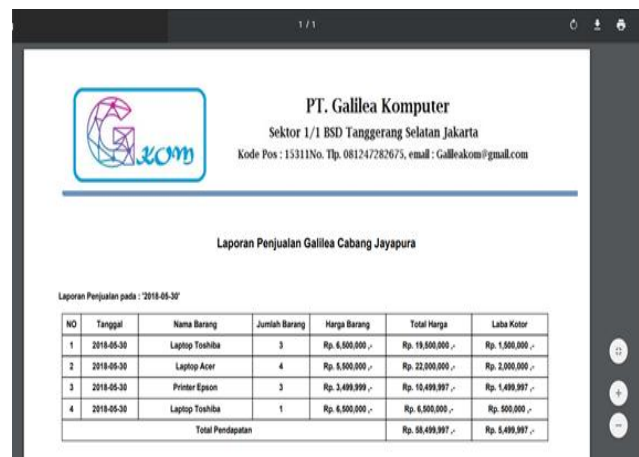 1 / 1
Gkom
PT. Galilea Komputer
Sektor 1/1 BSD Tanggerang Selatan Jakarta
Kode Pos : 15311No. Tlp. 081247282675, email : Galileakom@gmail.com
Laporan Penjualan Galilea Cabang Jayapura
Laporan Penjualan pada : '2018-05-30'
NO Tanggal Nama Barang Jumlah Barang Harga Barang Total Harga Laba Kotor
1 2018-05-30 Laptop Toshiba 3 Rp. 6,500,000 ,- Rp. 19,500,000 ,- Rp. 1,500,000 ,-
2 2018-05-30 Laptop Acer 4 Rp. 5,500,000 ,- Rp. 22,000,000 ,- Rp. 2,000,000 ,-
3 2018-05-30 Printer Epson 3 Rp. 3,499,999 ,- Rp. 10,499,997 ,- Rp. 1,499,997 ,-
4 2018-05-30 Laptop Toshiba 1 Rp. 6,500,000 ,- Rp. 6,500,000 ,- Rp. 500,000 ,-
Total Pendapatan Rp. 58,499,997 ,- Rp. 5,499,997 ,-